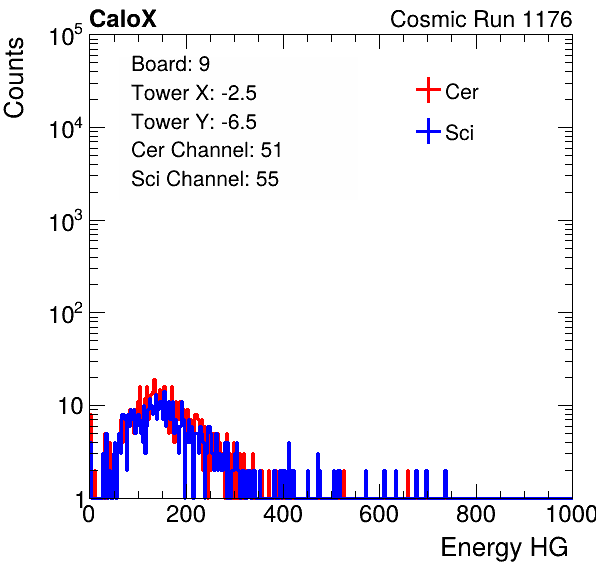 CaloX Cosmic Run 1176
Counts
10^5
10^4
10^3
10^2
10
1
Board: 9
Tower X: -2.5
Tower Y: -6.5
Cer Channel: 51
Sci Channel: 55
Cer
Sci
0 200 400 600 800 1000
Energy HG